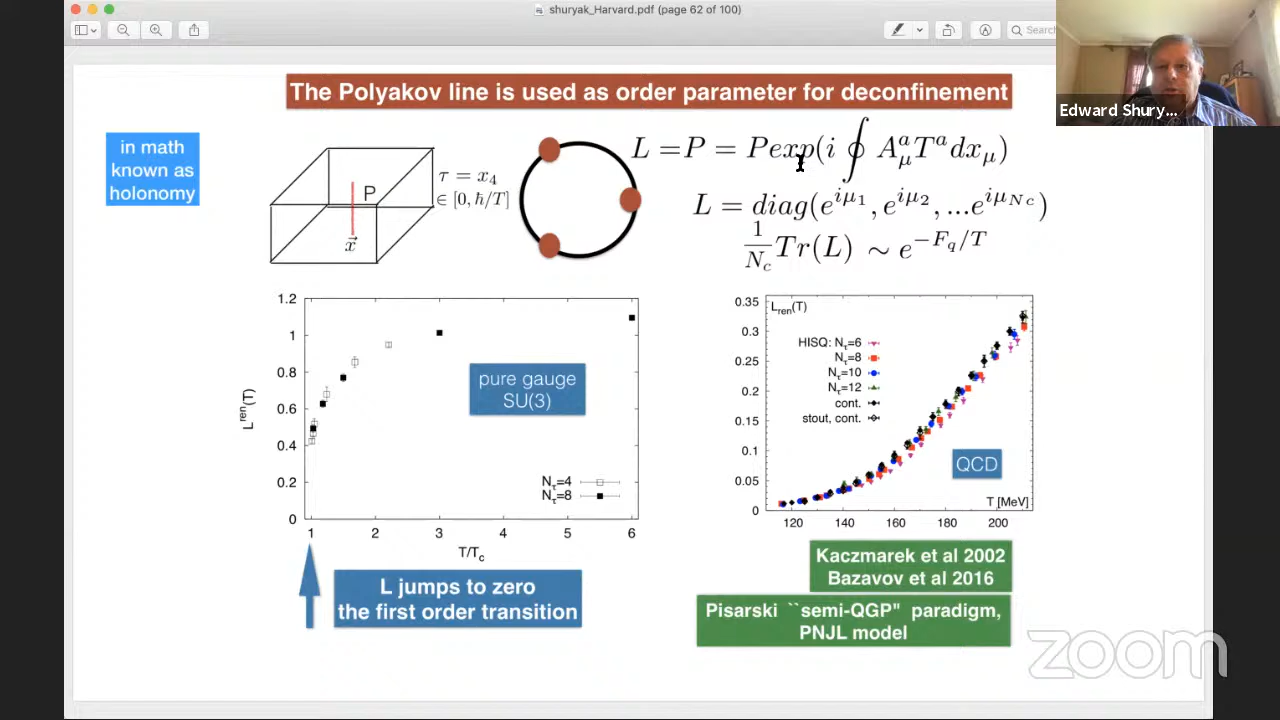 suryak_Harvard.pdf (page 62 of 100)
Search
Edward Shury...
The Polyakov line is used as order parameter for deconfinement
in math
known as
holonomy
P
x⃗
τ = x₄
∈ [0, ħ/T]
L = P = Pexp(i ∮ A^a_μ T^a dx_μ)
L = diag(e^{iμ₁}, e^{iμ₂}, ...e^{iμ_{Nc}})
1/N_c Tr(L) ∼ e^{−F_q/T}
1.2
1
0.8
0.6
0.4
0.2
0
L^ren(T)
pure gauge
SU(3)
N_τ=4
N_τ=8
1 2 3 4 5 6
T/T_c
L jumps to zero
the first order transition
0.35
0.3
0.25
0.2
0.15
0.1
0.05
0
L_ren(T)
HISQ: N_τ=6
N_τ=8
N_τ=10
N_τ=12
cont.
stout, cont.
QCD
T [MeV]
120 140 160 180 200
Kaczmarek et al 2002
Bazavov et al 2016
Pisarski ``semi-QGP" paradigm,
PNJL model
zoom